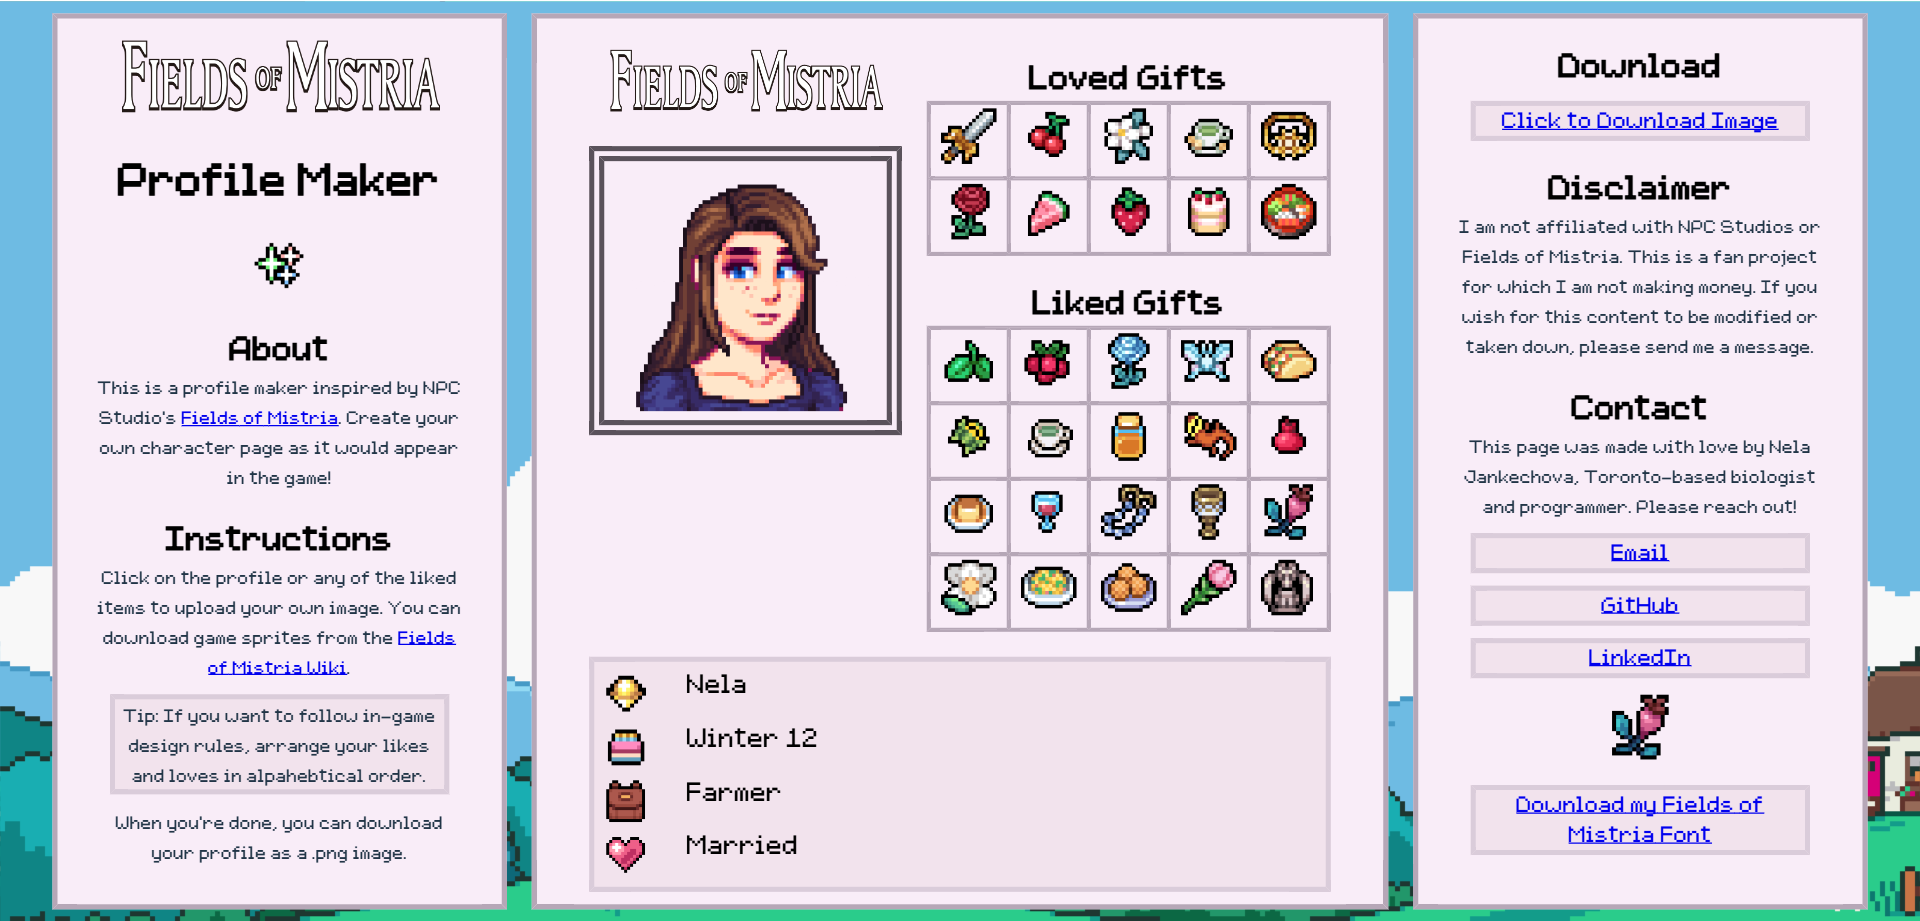 FIELDS OF MISTRIA
Profile Maker
About
This is a profile maker inspired by NPC
Studio's Fields of Mistria. Create your
own character page as it would appear
in the game!
Instructions
Click on the profile or any of the liked
items to upload your own image. You can
download game sprites from the Fields
of Mistria Wiki.
Tip: If you want to follow in-game
design rules, arrange your likes
and loves in alpahebtical order.
When you're done, you can download
your profile as a .png image.
FIELDS OF MISTRIA
Loved Gifts
Liked Gifts
Nela
Winter 12
Farmer
Married
Download
Click to Download Image
Disclaimer
I am not affiliated with NPC Studios or
Fields of Mistria. This is a fan project
for which I am not making money. If you
wish for this content to be modified or
taken down, please send me a message.
Contact
This page was made with love by Nela
Jankechova, Toronto-based biologist
and programmer. Please reach out!
Email
GitHub
LinkedIn
Download my Fields of
Mistria Font